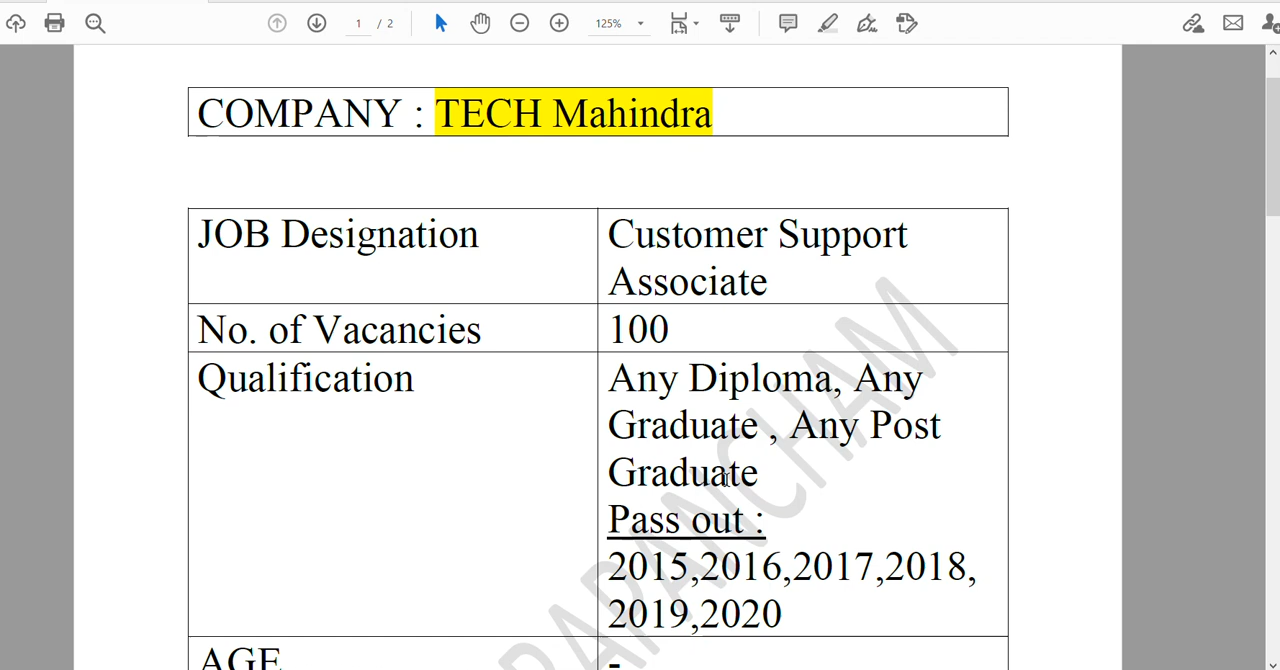 1 / 2
125%
COMPANY : TECH Mahindra
JOB Designation
Customer Support
Associate
No. of Vacancies
100
Qualification
Any Diploma, Any
Graduate , Any Post
Graduate
Pass out :
2015,2016,2017,2018,
2019,2020
AGE
-